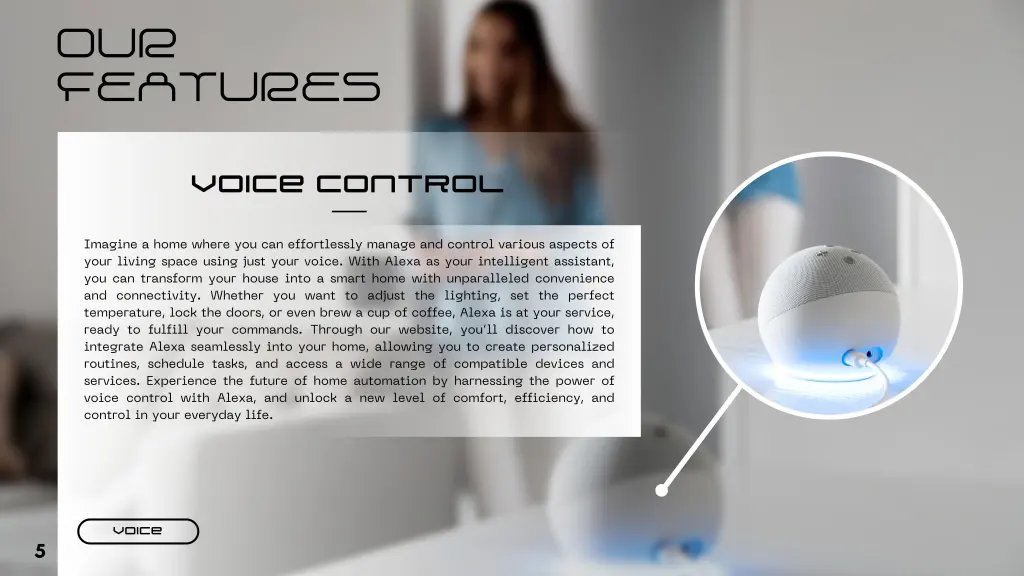 OUR
FEATURES
VOICE CONTROL
Imagine a home where you can effortlessly manage and control various aspects of
your living space using just your voice. With Alexa as your intelligent assistant,
you can transform your house into a smart home with unparalleled convenience
and connectivity. Whether you want to adjust the lighting, set the perfect
temperature, lock the doors, or even brew a cup of coffee, Alexa is at your service,
ready to fulfill your commands. Through our website, you'll discover how to
integrate Alexa seamlessly into your home, allowing you to create personalized
routines, schedule tasks, and access a wide range of compatible devices and
services. Experience the future of home automation by harnessing the power of
voice control with Alexa, and unlock a new level of comfort, efficiency, and
control in your everyday life.
VOICE
5